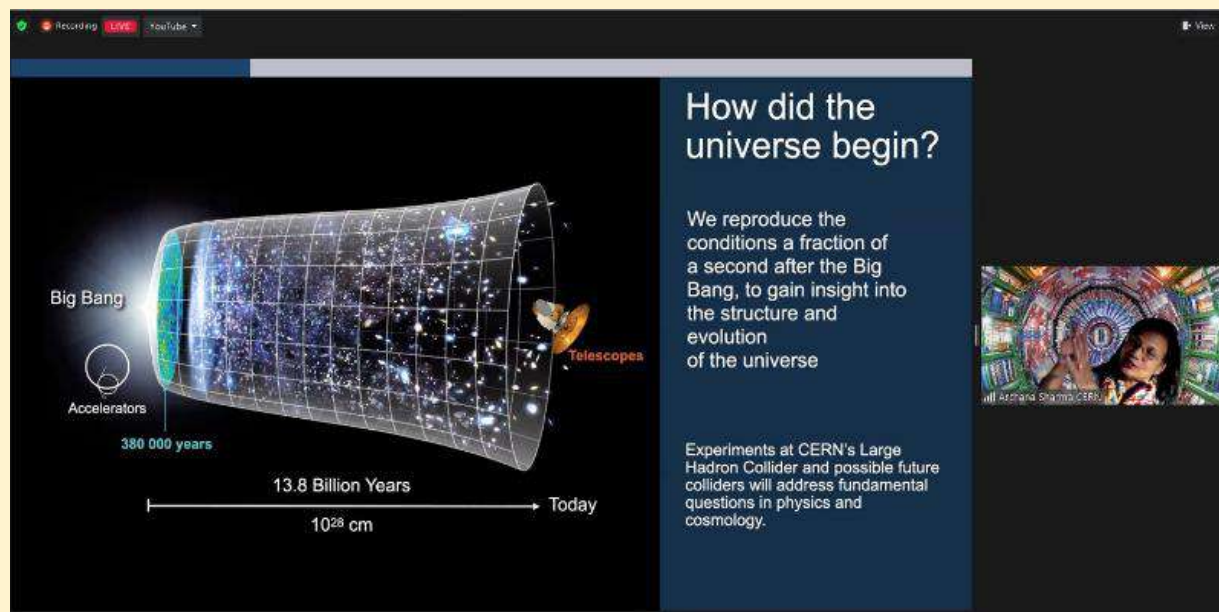 Recording
LIVE
YouTube
View
How did the
universe begin?
We reproduce the
conditions a fraction of
a second after the Big
Bang, to gain insight into
the structure and
evolution
of the universe
Experiments at CERN's Large
Hadron Collider and possible future
colliders will address fundamental
questions in physics and
cosmology.
Big Bang
Accelerators
380 000 years
Telescopes
13.8 Billion Years
10²⁸ cm
Today
Archana Sharma CERN